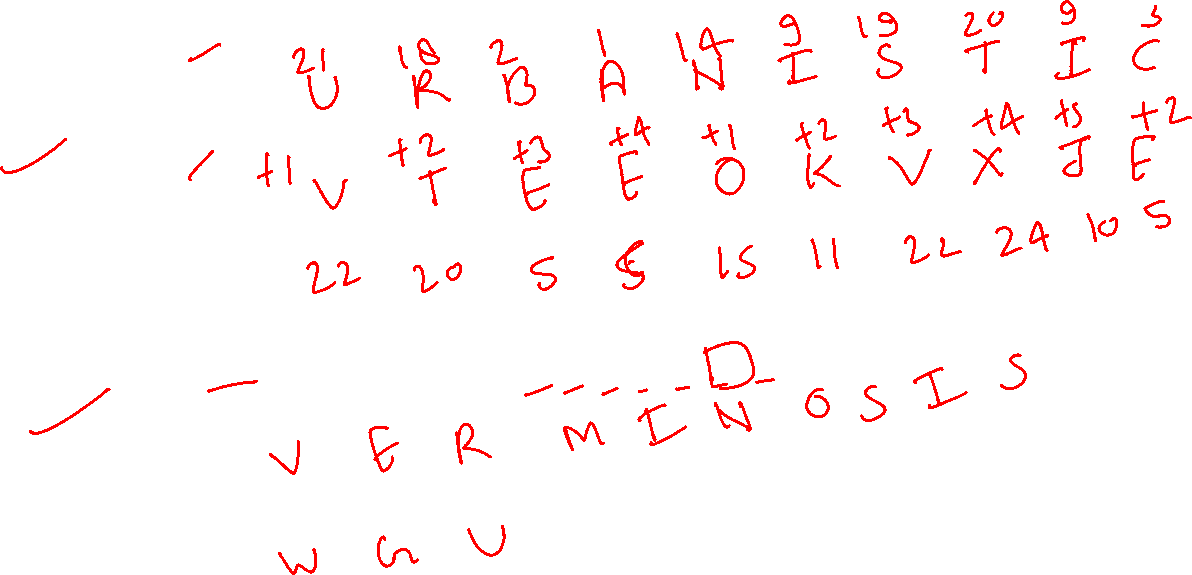 21 18 2 1 14 9 19 20 9 3
- U R B A N I S T I C
+1 +2 +3 +4 +1 +2 +3 +4 +5 +2
V T E E O K V X J E
22 20 5 5 15 11 22 24 10 5
D
V E R M I N O S I S
W G U